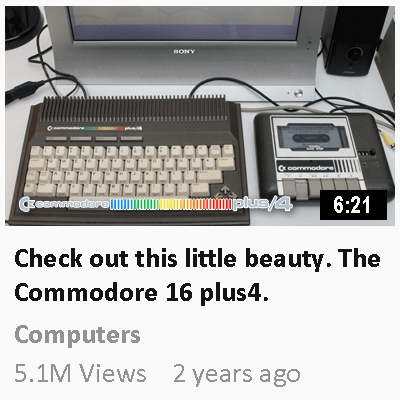 SONY
commodore plus/4
commodore
commodore plus/4
6:21
Check out this little beauty. The
Commodore 16 plus4.
Computers
5.1M Views 2 years ago